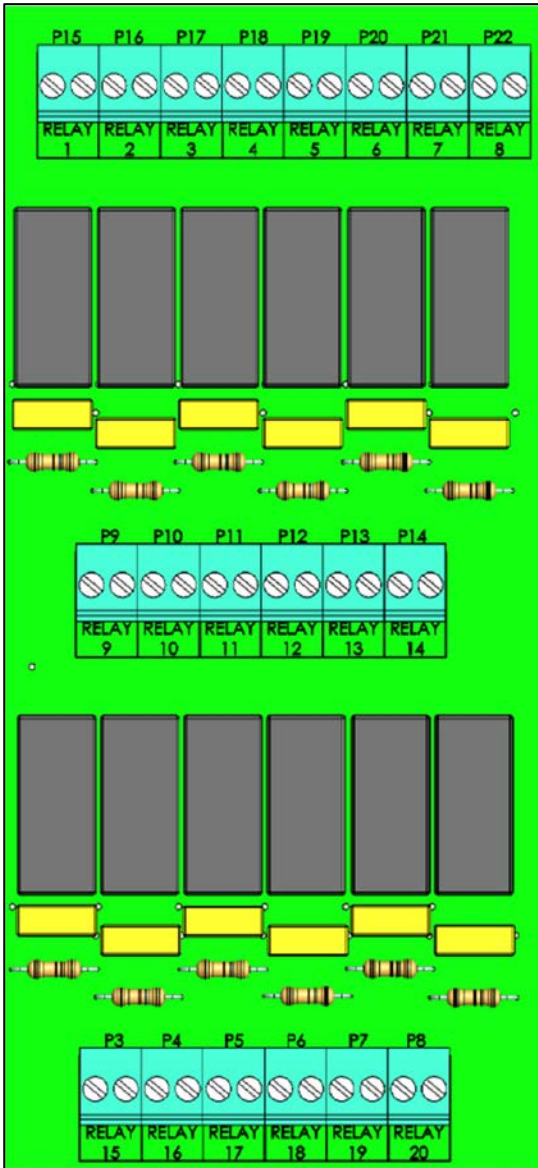 P15 P16 P17 P18 P19 P20 P21 P22
RELAY RELAY RELAY RELAY RELAY RELAY RELAY RELAY
1 2 3 4 5 6 7 8
P9 P10 P11 P12 P13 P14
RELAY RELAY RELAY RELAY RELAY RELAY
9 10 11 12 13 14
P3 P4 P5 P6 P7 P8
RELAY RELAY RELAY RELAY RELAY RELAY
15 16 17 18 19 20